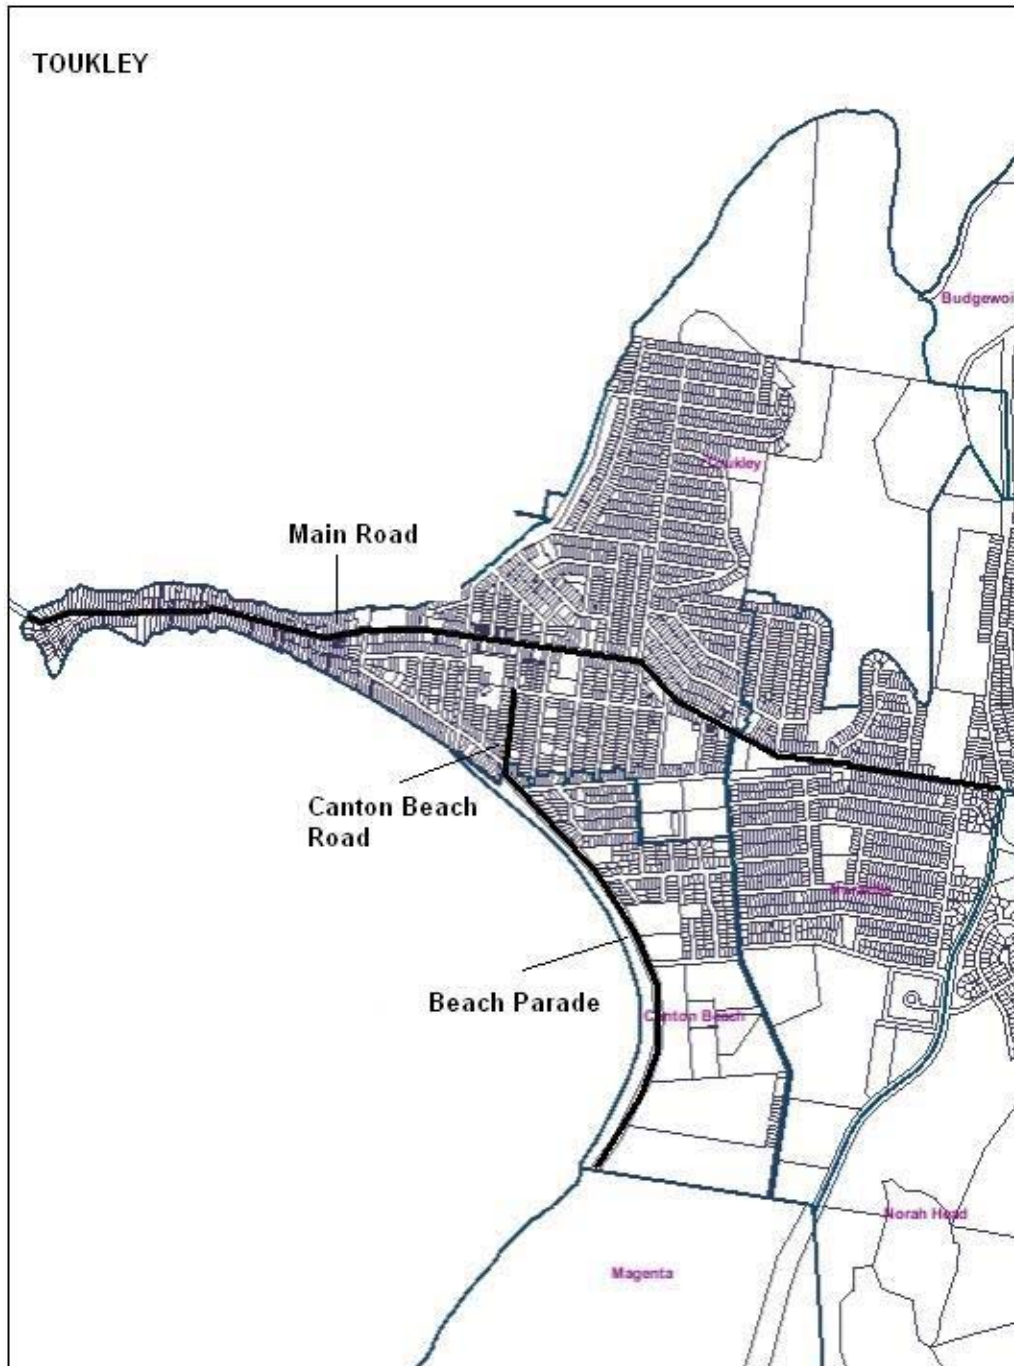 TOUKLEY
Budgewoi
Toukley
Main Road
Canton Beach
Road
Beach Parade
Canton Beach
Norah Head
Magenta